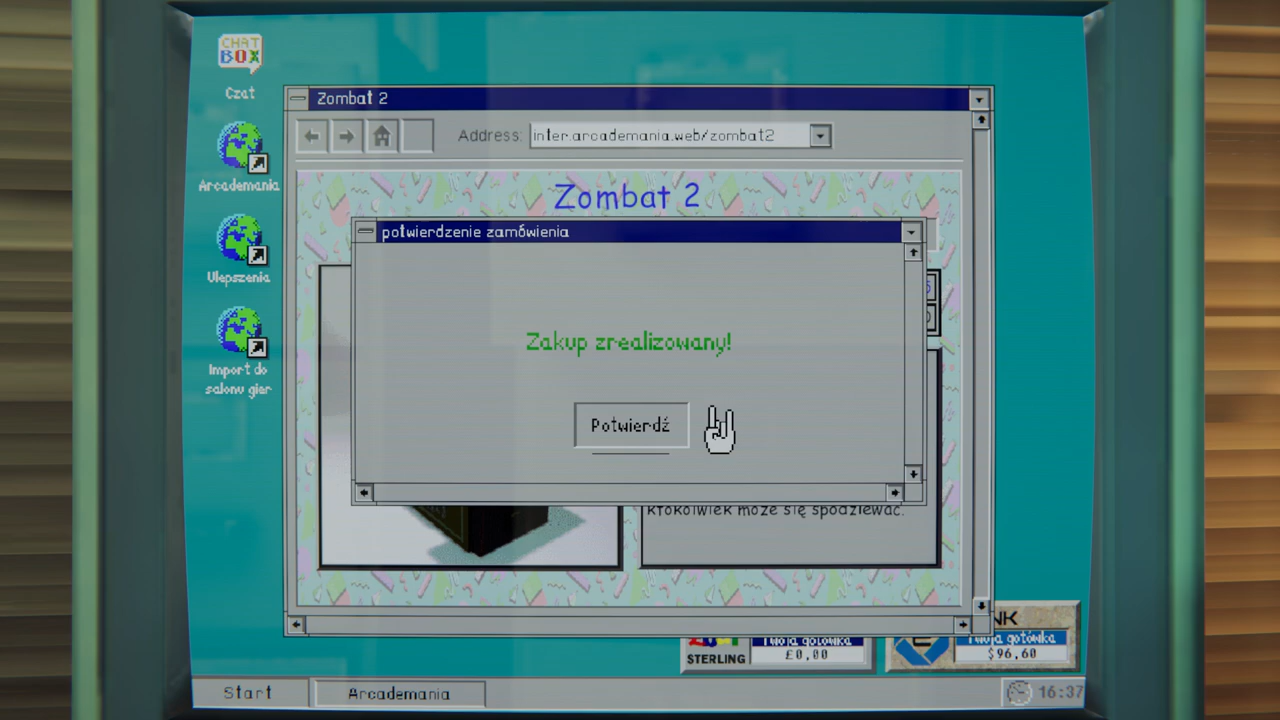 CHAT
BOX
Czat
Arcademania
Ulepszenia
Import do
salonu gier
Zombat 2
Address:
inter.arcademania.web/zombat2
Zombat 2
potwierdzenie zamówienia
Zakup zrealizowany!
Potwierdź
ktokolwiek może się spodziewać.
STERLING
Twoja gotówka
£0,00
NK
Twoja gotówka
$96,60
Start
Arcademania
16:37